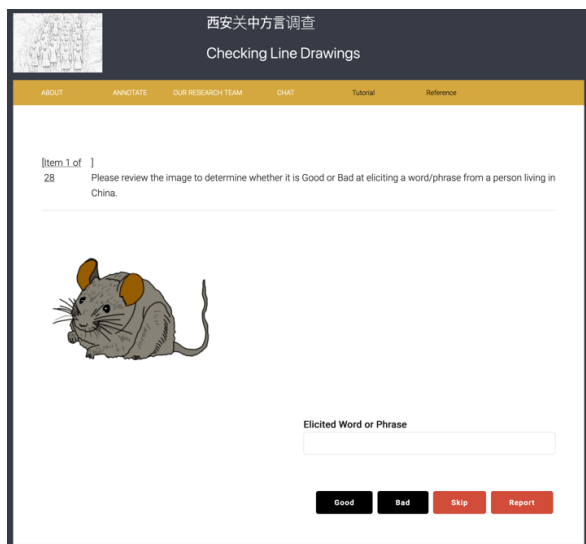 西安关中方言调查
Checking Line Drawings
ABOUT ANNOTATE OUR RESEARCH TEAM CHAT Tutorial Reference
[Item 1 of 28 ]
Please review the image to determine whether it is Good or Bad at eliciting a word/phrase from a person living in
China.
Elicited Word or Phrase
Good Bad Skip Report